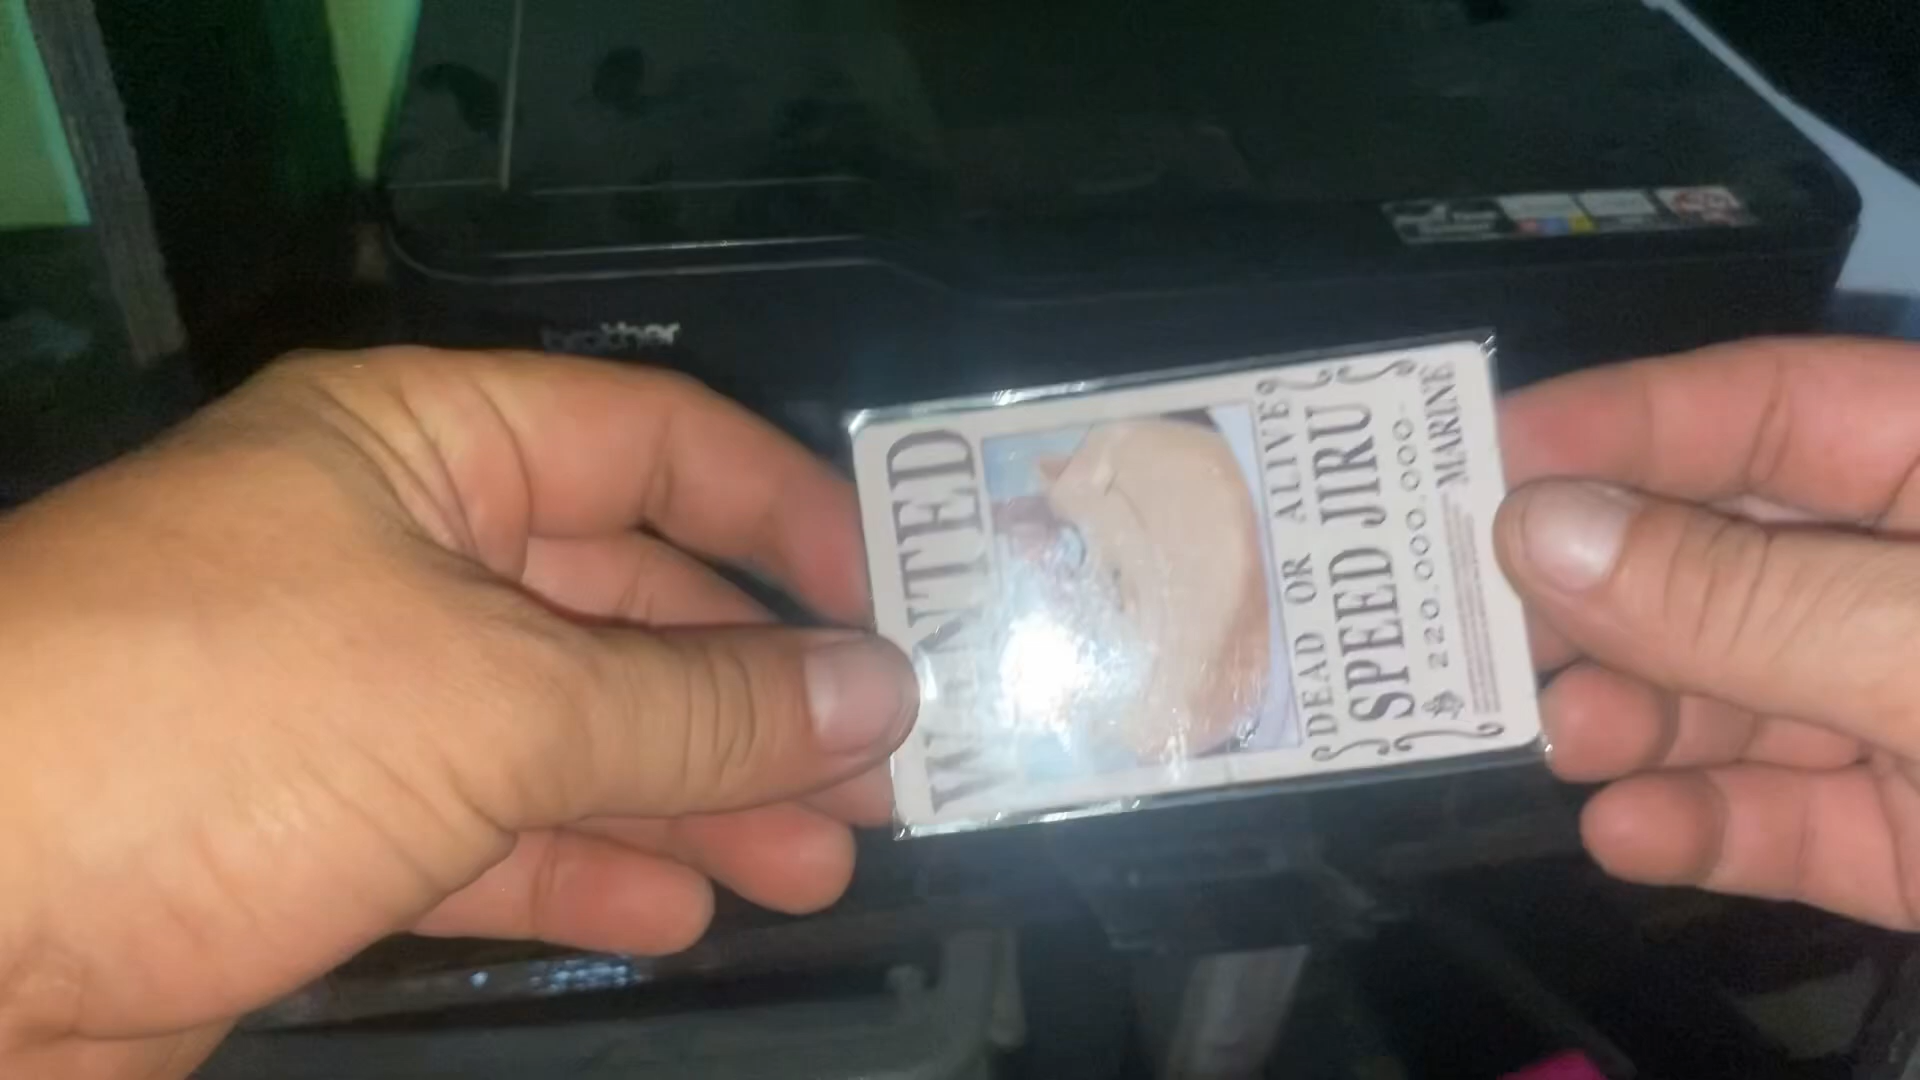 brother
WANTED
DEAD OR ALIVE
SPEED JIRU
220.000.000-
MARINE